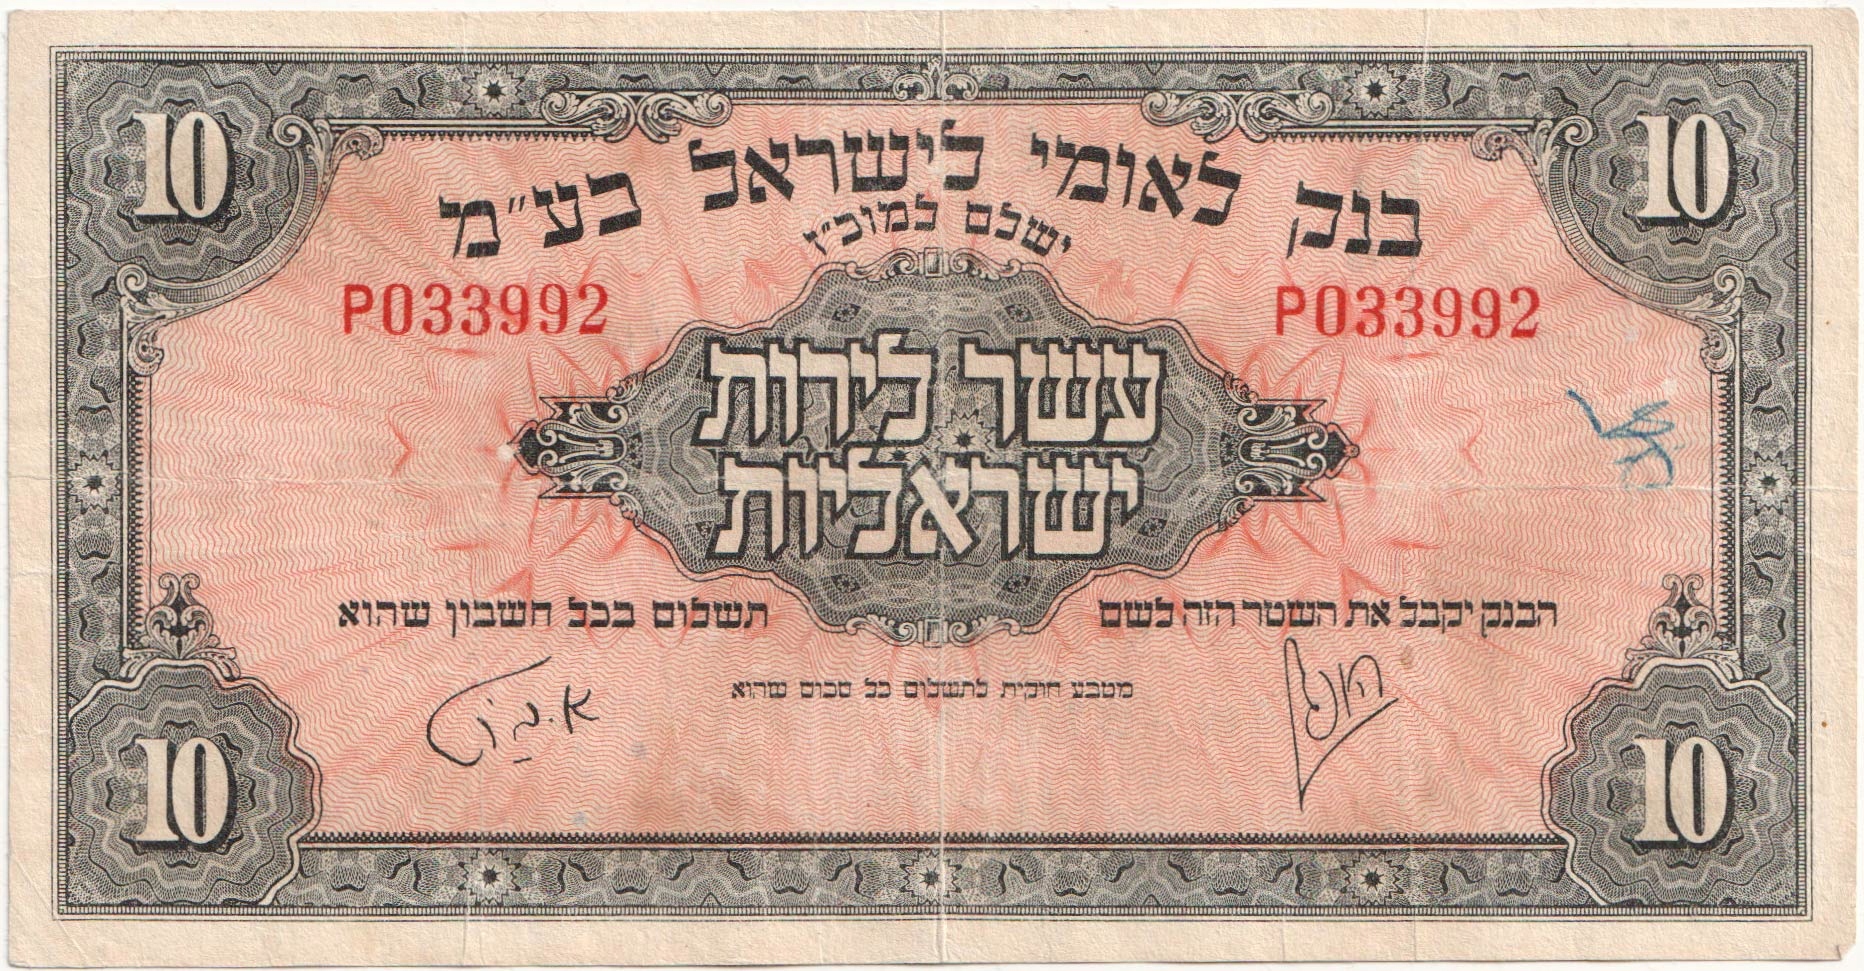 10 10
בנק לאומי לישראל בע״מ
ישלם למוכ״ז
P033992 P033992
עשר לירות
ישראליות
הבנק יקבל את השטר הזה לשם תשלום בכל חשבון שהוא
מטבע חוקית לתשלום כל סכום שהוא
10 10